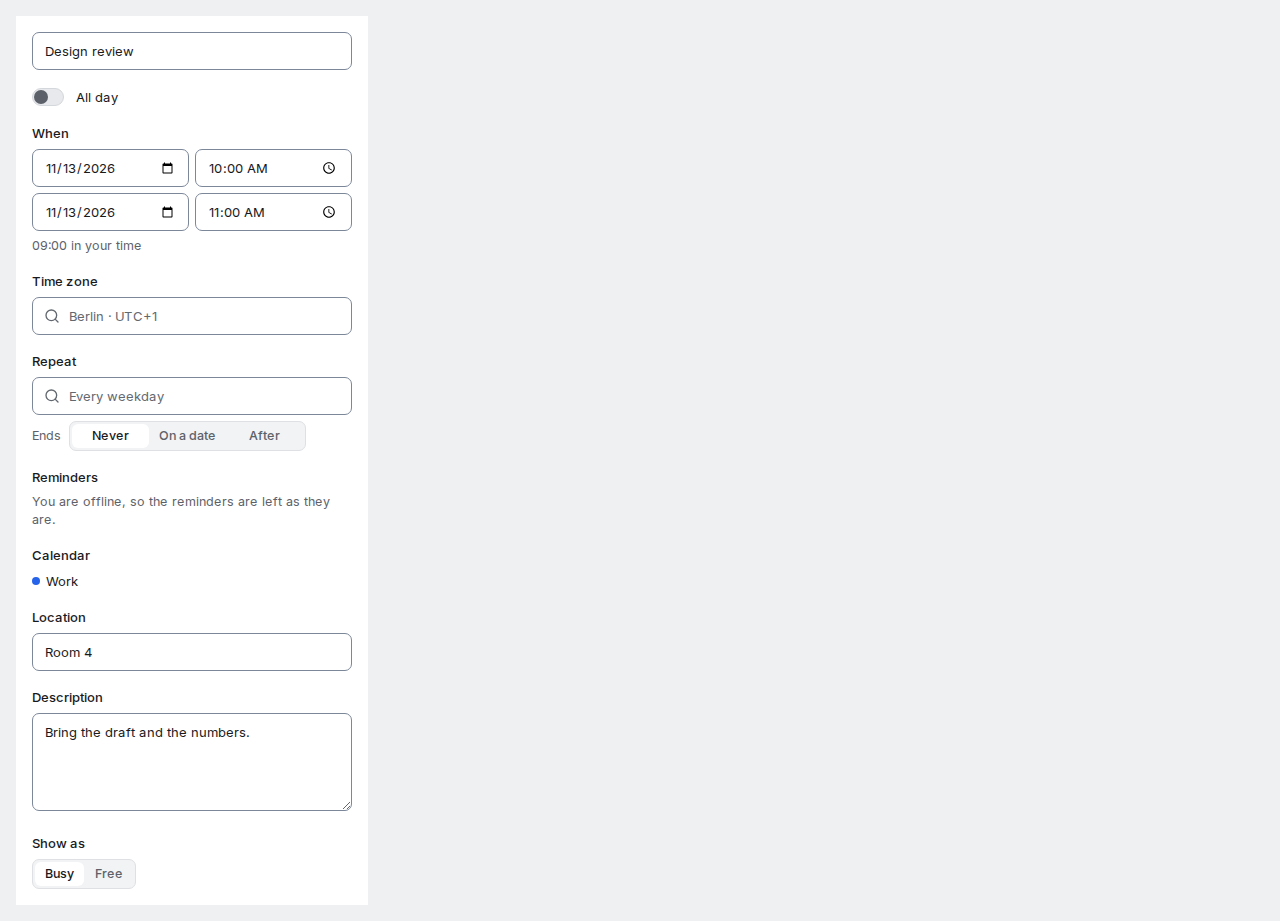 Design review
All day
When
11/13/2026 10:00 AM
11/13/2026 11:00 AM
09:00 in your time
Time zone
Berlin · UTC+1
Repeat
Every weekday
Ends Never On a date After
Reminders
You are offline, so the reminders are left as they
are.
Calendar
Work
Location
Room 4
Description
Bring the draft and the numbers.
Show as
Busy Free